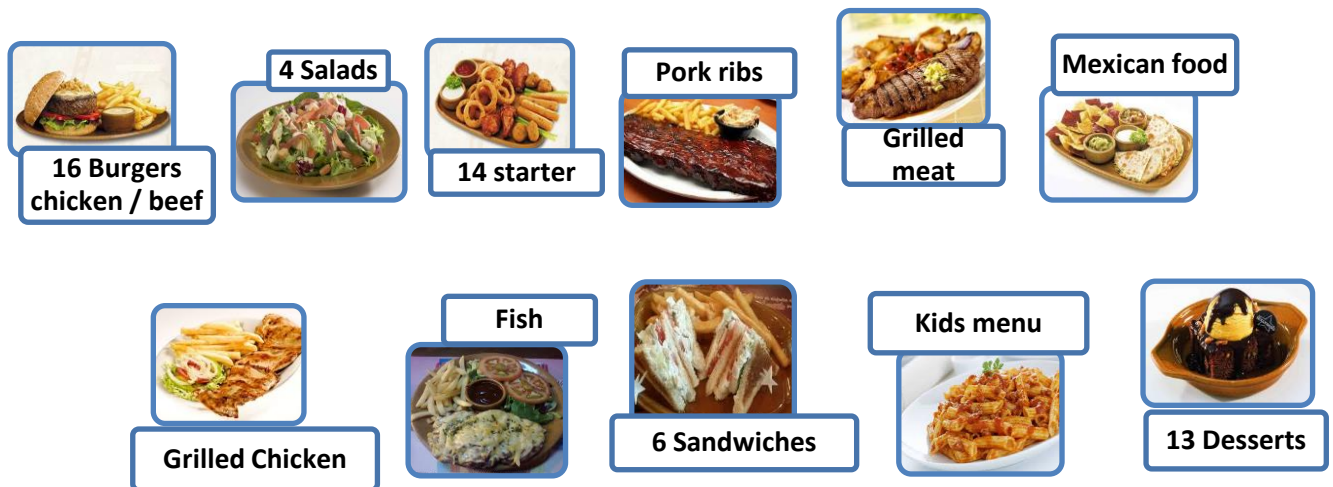 16 Burgers
chicken / beef
4 Salads
14 starter
Pork ribs
Grilled
meat
Mexican food
Grilled Chicken
Fish
6 Sandwiches
Kids menu
13 Desserts